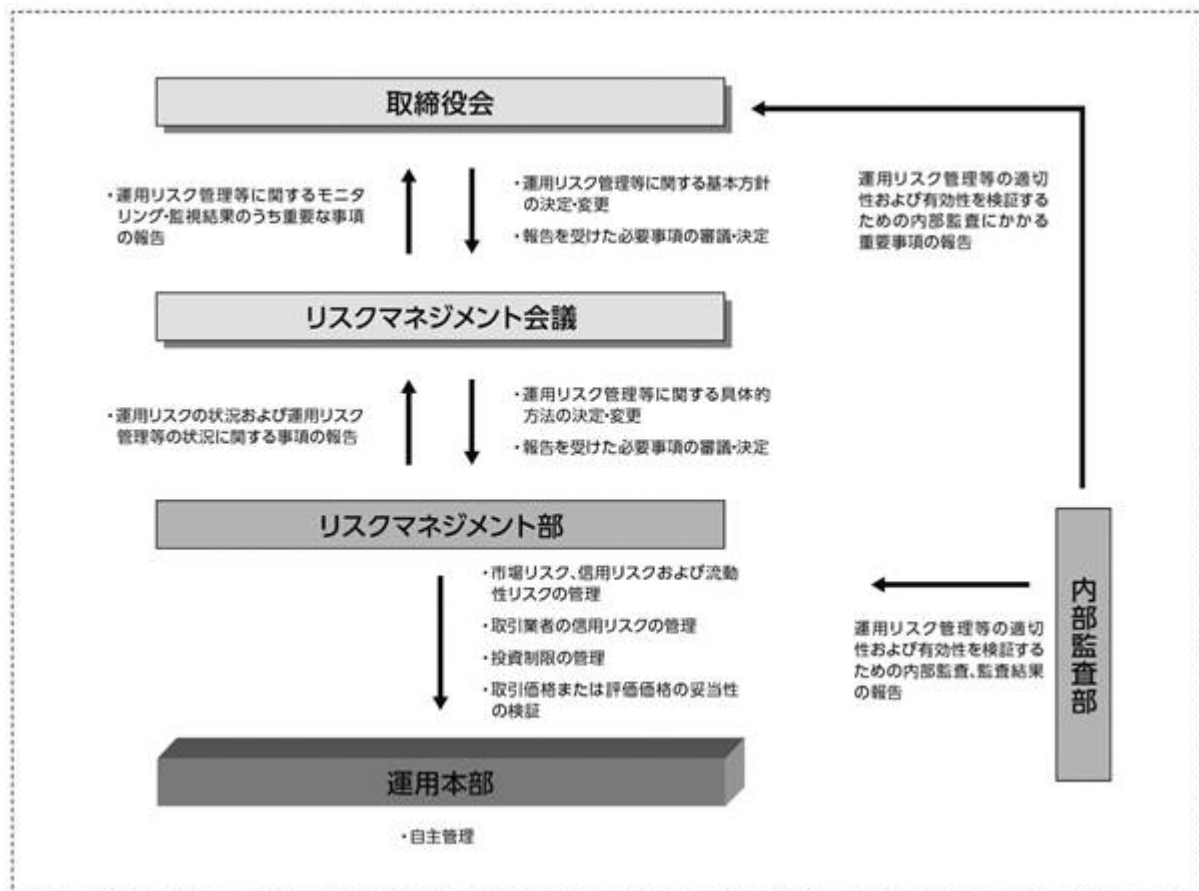 取締役会
・運用リスク管理等に関するモニタ
リング・監視結果のうち重要な事項
の報告
・運用リスク管理等に関する基本方針
の決定・変更
・報告を受けた必要事項の審議・決定
運用リスク管理等の適切
性および有効性を検証す
るための内部監査にかかる
重要事項の報告
リスクマネジメント会議
・運用リスクの状況および運用リスク
管理等の状況に関する事項の報告
・運用リスク管理等に関する具体的
方法の決定・変更
・報告を受けた必要事項の審議・決定
リスクマネジメント部
・市場リスク、信用リスクおよび流動
性リスクの管理
・取引業者の信用リスクの管理
・投資制限の管理
・取引価格または評価価格の妥当性
の検証
運用リスク管理等の適切
性および有効性を検証する
ための内部監査、監査結果
の報告
内部監査部
運用本部
・自主管理